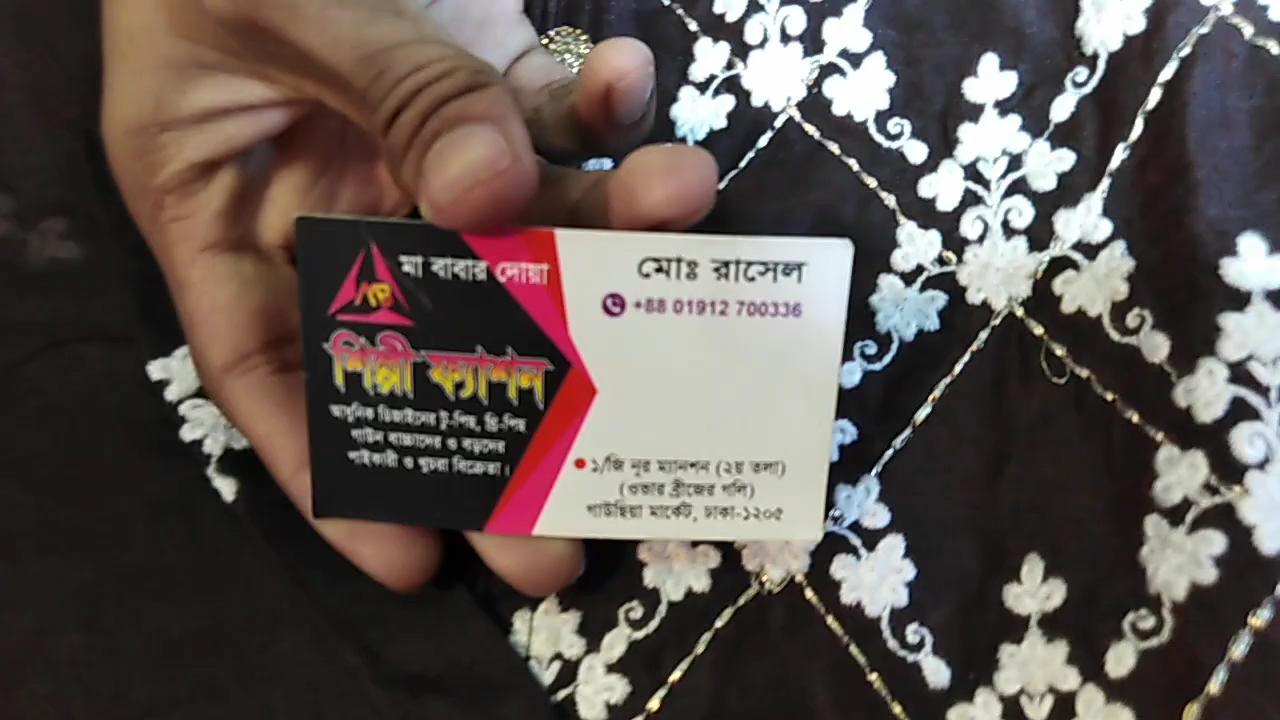 মা বাবার দোয়া
শিল্পী ফ্যাশন
আধুনিক ডিজাইনের টু-পিছ, থ্রি-পিছ
গাউন বাচ্চাদের ও বড়দের
পাইকারী ও খুচরা বিক্রেতা।
মোঃ রাসেল
+88 01912 700336
১/জি নূর ম্যানশন (২য় তলা)
(ওভার ব্রীজের গলি)
গাউছিয়া মার্কেট, ঢাকা-১২০৫